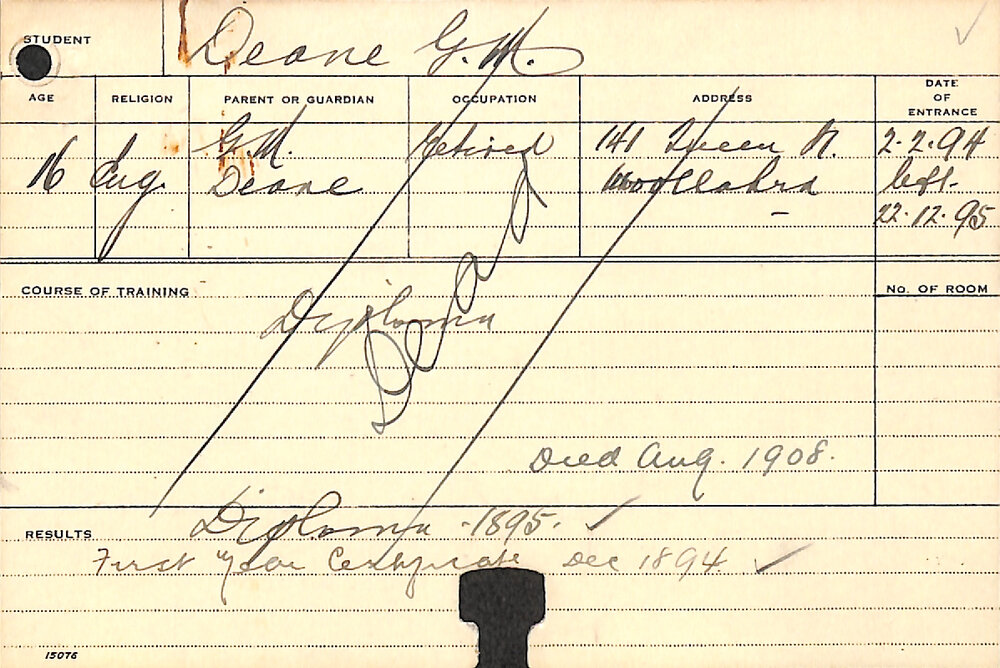 STUDENT Deane G.M.
AGE RELIGION PARENT OR GUARDIAN OCCUPATION ADDRESS DATE OF ENTRANCE
16 Eng. G.M. Deane Retired 141 Queen St. Woollahra 2.2.94
left
22.12.95
COURSE OF TRAINING
No. OF ROOM
Diploma
Dead
Died Aug. 1908.
RESULTS Diploma -1895. ✓
First Year Certificate Dec 1894 ✓
15076